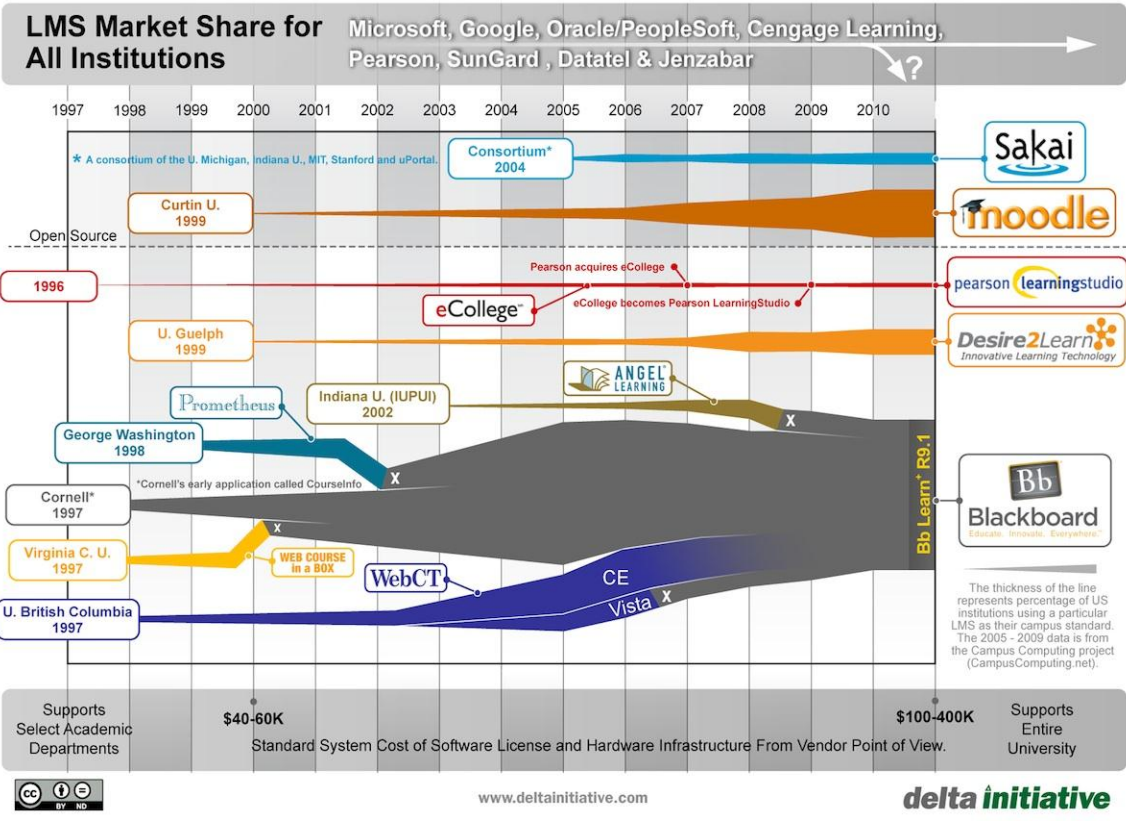 LMS Market Share for
All Institutions
Microsoft, Google, Oracle/PeopleSoft, Cengage Learning,
Pearson, SunGard , Datatel & Jenzabar
?
1997 1998 1999 2000 2001 2002 2003 2004 2005 2006 2007 2008 2009 2010
* A consortium of the U. Michigan, Indiana U., MIT, Stanford and uPortal.
Consortium*
2004
Sakai
Curtin U.
1999
moodle
Open Source
Pearson acquires eCollege
1996
pearson learningstudio
eCollege℠
eCollege becomes Pearson LearningStudio
U. Guelph
1999
Desire2Learn
Innovative Learning Technology
ANGEL
LEARNING
Prometheus
Indiana U. (IUPUI)
2002
X
George Washington
1998
X
*Cornell's early application called CourseInfo
Cornell*
1997
Bb Learn+ R9.1
Bb
Blackboard
Educate. Innovate. Everywhere.™
X
Virginia C. U.
1997
WEB COURSE
in a BOX
WebCT
CE
Vista X
U. British Columbia
1997
The thickness of the line
represents percentage of US
institutions using a particular
LMS as their campus standard.
The 2005 - 2009 data is from
the Campus Computing project
(CampusComputing.net).
Supports
Select Academic
Departments
$40-60K
$100-400K
Standard System Cost of Software License and Hardware Infrastructure From Vendor Point of View.
Supports
Entire
University
cc
BY ND
www.deltainitiative.com
delta initiative